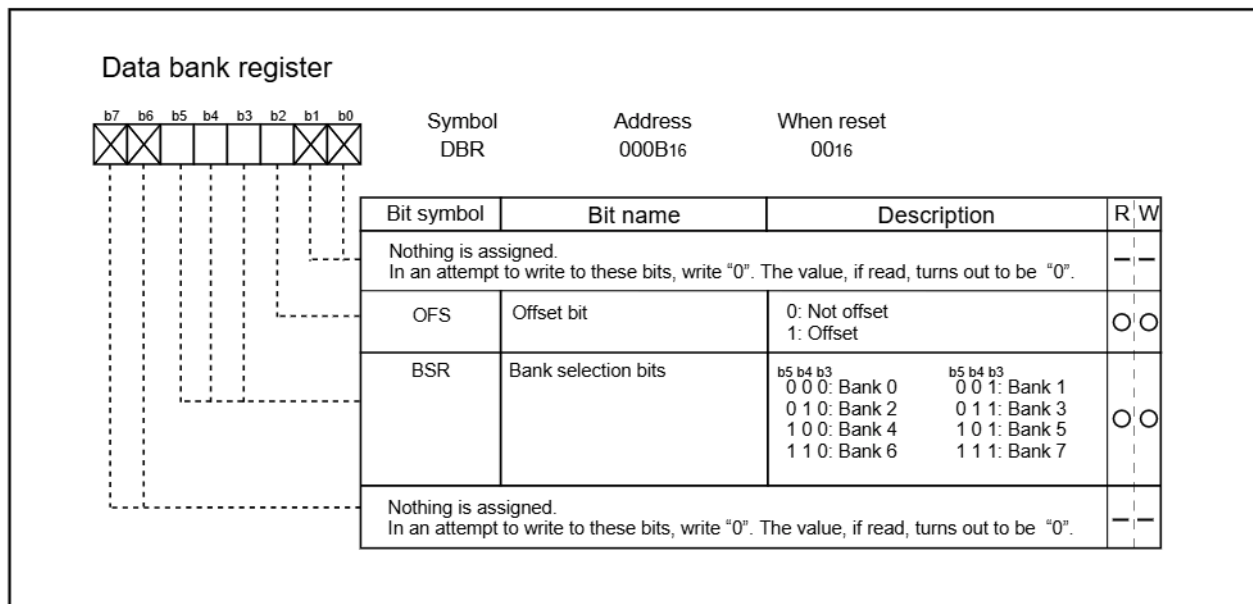 Data bank register
b7 b6 b5 b4 b3 b2 b1 b0
Symbol Address When reset
DBR 000B16 0016
Bit symbol Bit name Description R W
Nothing is assigned.
In an attempt to write to these bits, write “0”. The value, if read, turns out to be “0”.
OFS Offset bit 0: Not offset
1: Offset
BSR Bank selection bits b5 b4 b3 b5 b4 b3
0 0 0: Bank 0 0 0 1: Bank 1
0 1 0: Bank 2 0 1 1: Bank 3
1 0 0: Bank 4 1 0 1: Bank 5
1 1 0: Bank 6 1 1 1: Bank 7
Nothing is assigned.
In an attempt to write to these bits, write “0”. The value, if read, turns out to be “0”.